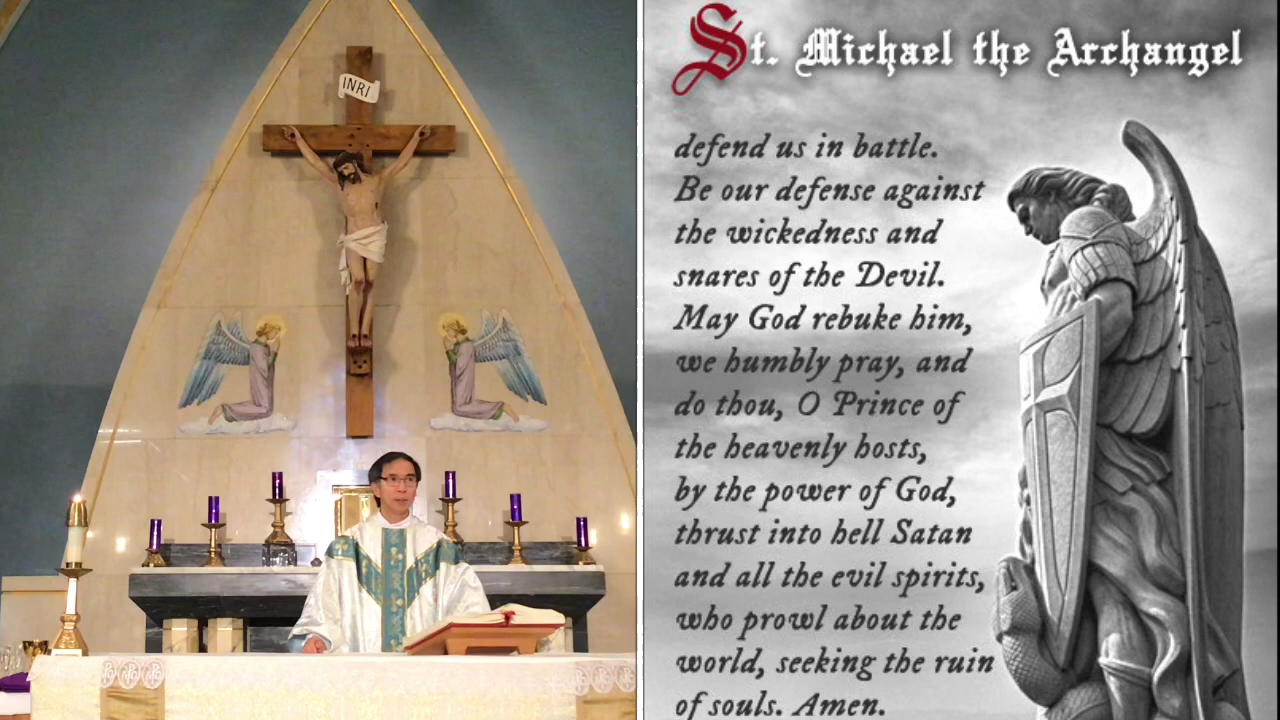 INRI
St. Michael the Archangel
defend us in battle.
Be our defense against
the wickedness and
snares of the Devil.
May God rebuke him,
we humbly pray, and
do thou, O Prince of
the heavenly hosts,
by the power of God,
thrust into hell Satan
and all the evil spirits,
who prowl about the
world, seeking the ruin
of souls. Amen.